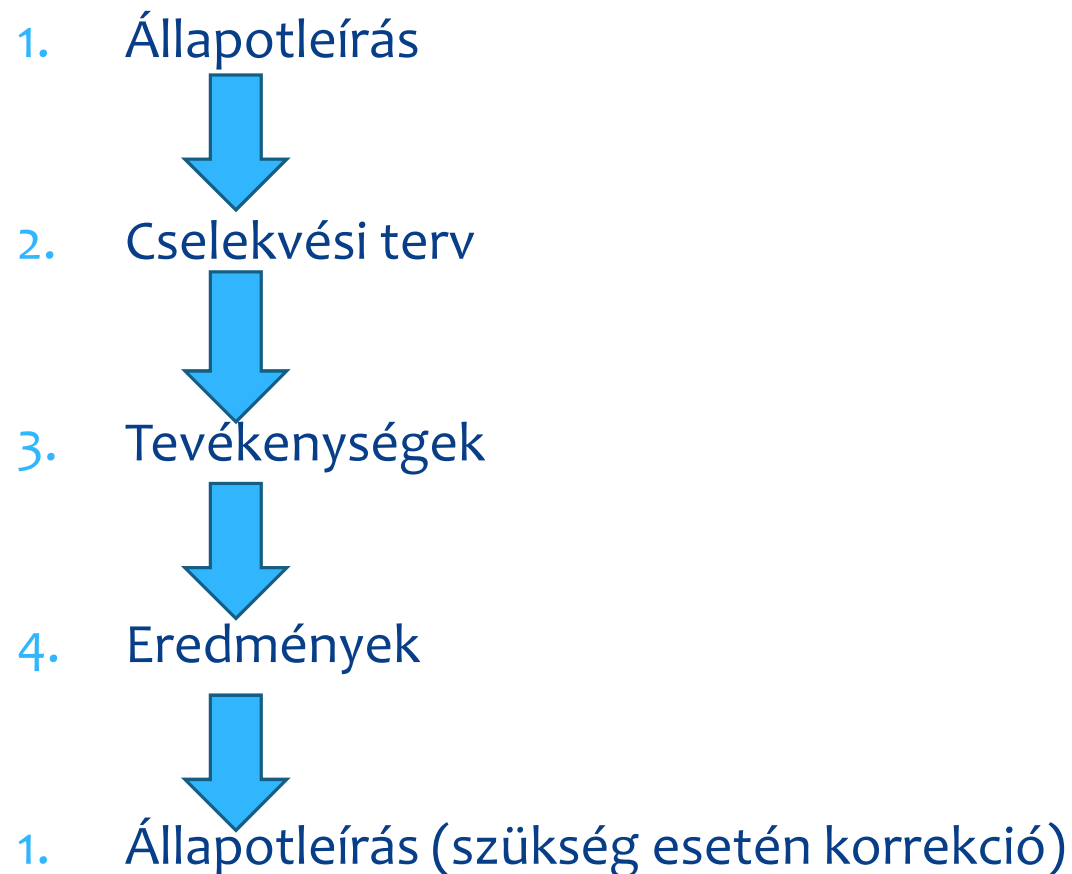 1. Állapotleírás
2. Cselekvési terv
3. Tevékenységek
4. Eredmények
1. Állapotleírás (szükség esetén korrekció)